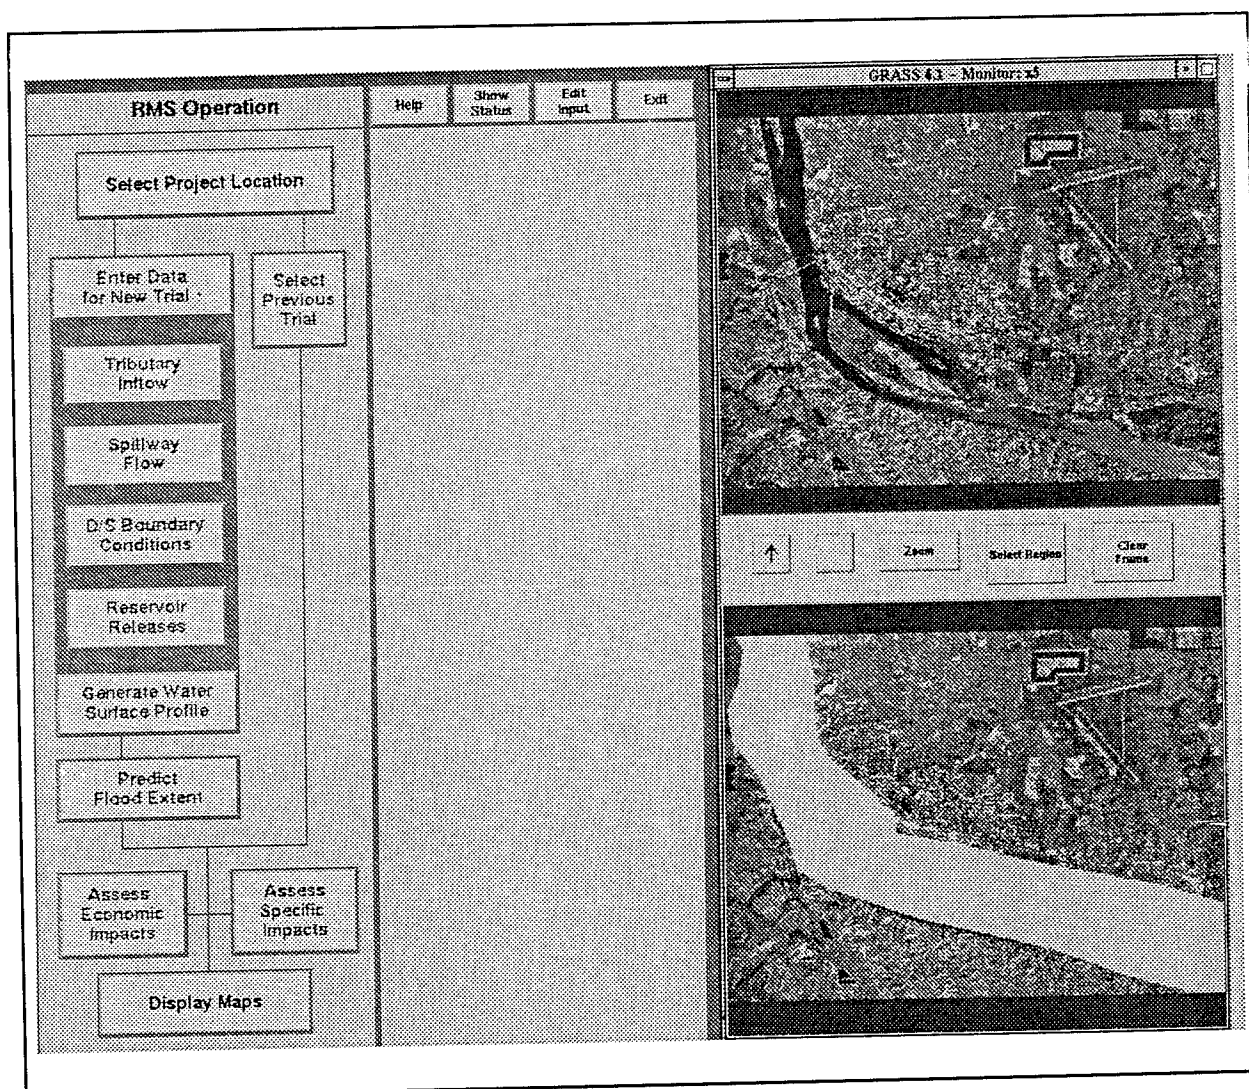 RMS Operation
Help
Show
Status
Edit
Input
Exit
GRASS 4.1 - Monitor: x5
Select Project Location
Enter Data
for New Trial
Select
Previous
Trial
Tributary
Inflow
Spillway
Flow
D/S Boundary
Conditions
Reservoir
Releases
Generate Water
Surface Profile
Predict
Flood Extent
Assess
Economic
Impacts
Assess
Specific
Impacts
Display Maps
Zoom
Select Region
Clear
Frame